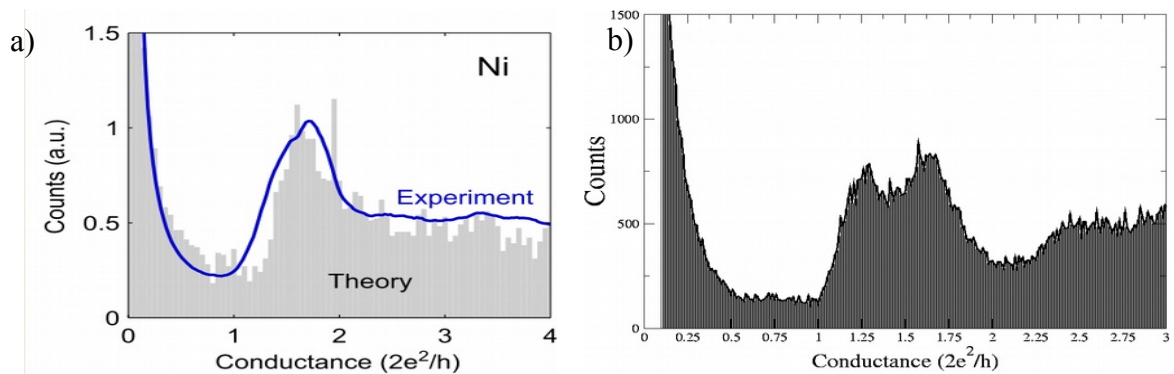 a)
Ni
Counts (a.u.)
1.5
1
0.5
0
Experiment
Theory
0 1 2 3 4
Conductance (2e²/h)
b)
Counts
1500
1000
500
0
0 0.25 0.5 0.75 1 1.25 1.5 1.75 2 2.25 2.5 2.75 3
Conductance (2e²/h)